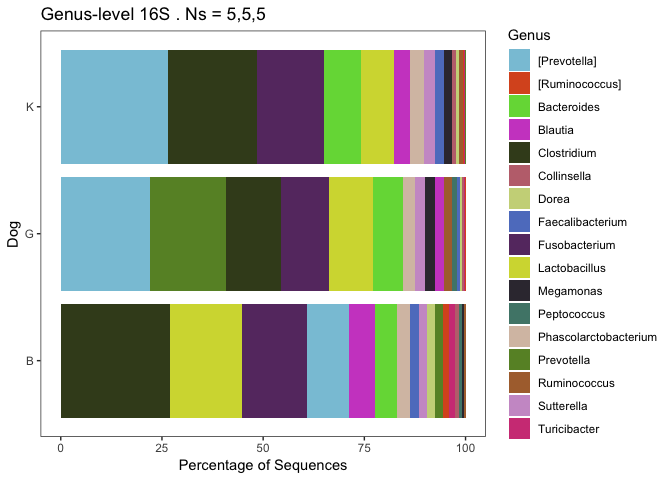 Genus-level 16S . Ns = 5,5,5
Dog
K
G
B
0 25 50 75 100
Percentage of Sequences
Genus
[Prevotella]
[Ruminococcus]
Bacteroides
Blautia
Clostridium
Collinsella
Dorea
Faecalibacterium
Fusobacterium
Lactobacillus
Megamonas
Peptococcus
Phascolarctobacterium
Prevotella
Ruminococcus
Sutterella
Turicibacter